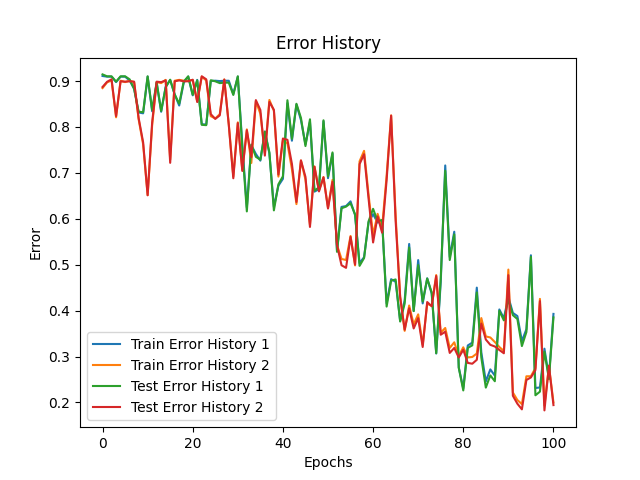 Error History
0.9
0.8
0.7
0.6
0.5
0.4
0.3
0.2
Error
Train Error History 1
Train Error History 2
Test Error History 1
Test Error History 2
0 20 40 60 80 100
Epochs